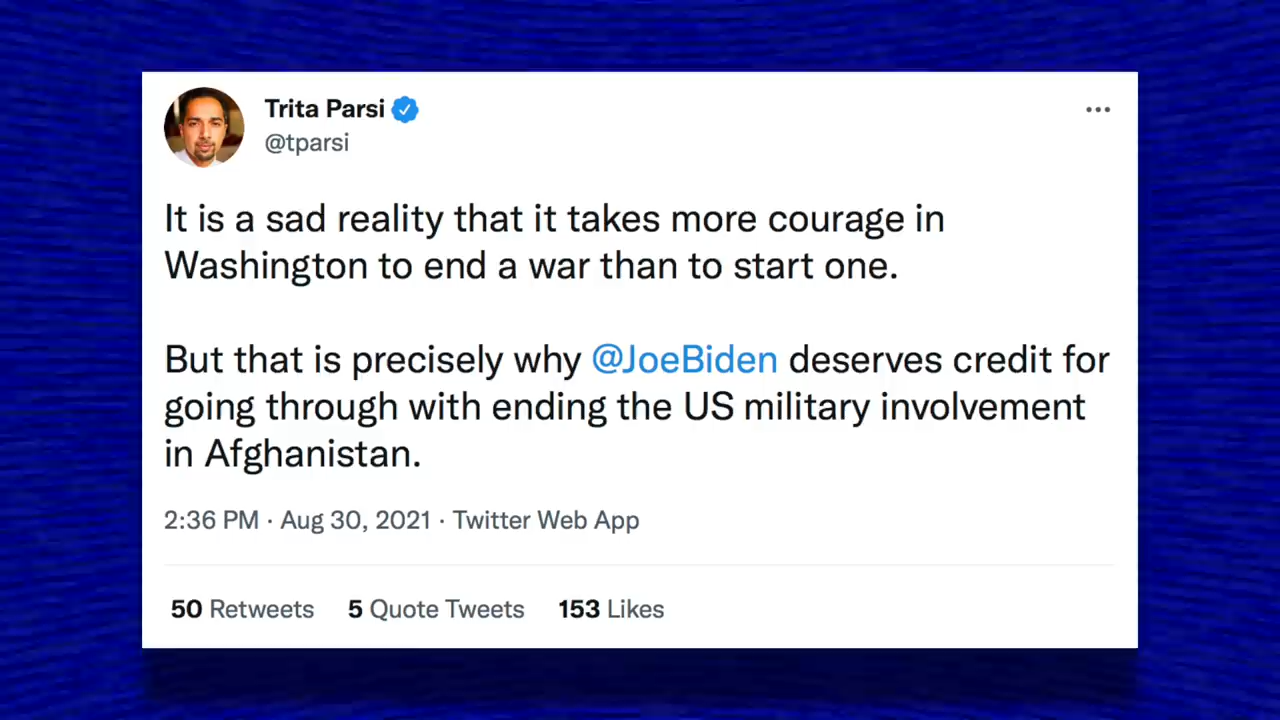 Trita Parsi
@tparsi
It is a sad reality that it takes more courage in
Washington to end a war than to start one.
But that is precisely why @JoeBiden deserves credit for
going through with ending the US military involvement
in Afghanistan.
2:36 PM · Aug 30, 2021 · Twitter Web App
50 Retweets 5 Quote Tweets 153 Likes